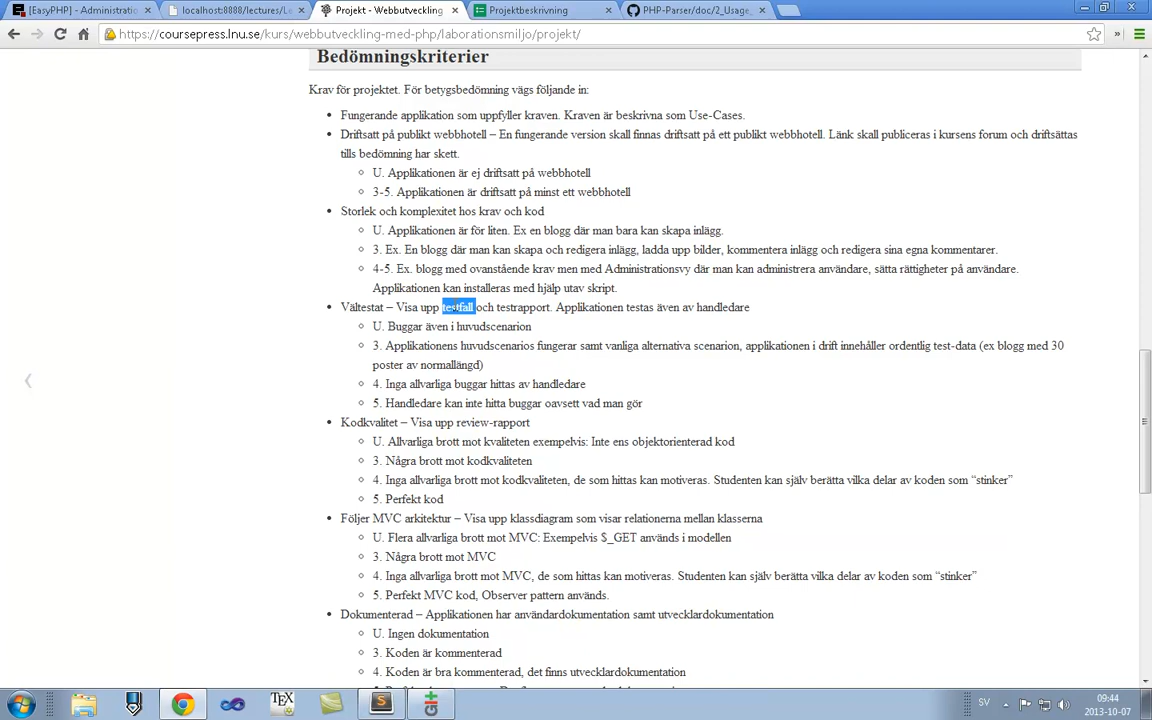 [EasyPHP] - Administratio
localhost:8888/lectures/Le
Projekt - Webbutveckling
Projektbeskrivning
PHP-Parser/doc/2_Usage_
https://coursepress.lnu.se/kurs/webbutveckling-med-php/laborationsmiljo/projekt/
Bedömningskriterier
Krav för projektet. För betygsbedömning vägs följande in:
Fungerande applikation som uppfyller kraven. Kraven är beskrivna som Use-Cases.
Driftsatt på publikt webbhotell – En fungerande version skall finnas driftsatt på ett publikt webbhotell. Länk skall publiceras i kursens forum och driftsättas
tills bedömning har skett.
U. Applikationen är ej driftsatt på webbhotell
3-5. Applikationen är driftsatt på minst ett webbhotell
Storlek och komplexitet hos krav och kod
U. Applikationen är för liten. Ex en blogg där man bara kan skapa inlägg.
3. Ex. En blogg där man kan skapa och redigera inlägg, ladda upp bilder, kommentera inlägg och redigera sina egna kommentarer.
4-5. Ex. blogg med ovanstående krav men med Administrationsvy där man kan administrera användare, sätta rättigheter på användare.
Applikationen kan installeras med hjälp utav skript.
Vältestat – Visa upp testfall och testrapport. Applikationen testas även av handledare
U. Buggar även i huvudscenarion
3. Applikationens huvudscenarios fungerar samt vanliga alternativa scenarion, applikationen i drift innehåller ordentlig test-data (ex blogg med 30
poster av normallängd)
4. Inga allvarliga buggar hittas av handledare
5. Handledare kan inte hitta buggar oavsett vad man gör
Kodkvalitet – Visa upp review-rapport
U. Allvarliga brott mot kvaliteten exempelvis: Inte ens objektorienterad kod
3. Några brott mot kodkvaliteten
4. Inga allvarliga brott mot kodkvaliteten, de som hittas kan motiveras. Studenten kan själv berätta vilka delar av koden som “stinker”
5. Perfekt kod
Följer MVC arkitektur – Visa upp klassdiagram som visar relationerna mellan klasserna
U. Flera allvarliga brott mot MVC: Exempelvis $_GET används i modellen
3. Några brott mot MVC
4. Inga allvarliga brott mot MVC, de som hittas kan motiveras. Studenten kan själv berätta vilka delar av koden som “stinker”
5. Perfekt MVC kod, Observer pattern används.
Dokumenterad – Applikationen har användardokumentation samt utvecklardokumentation
U. Ingen dokumentation
3. Koden är kommenterad
4. Koden är bra kommenterad, det finns utvecklardokumentation
SV
09:44
2013-10-07